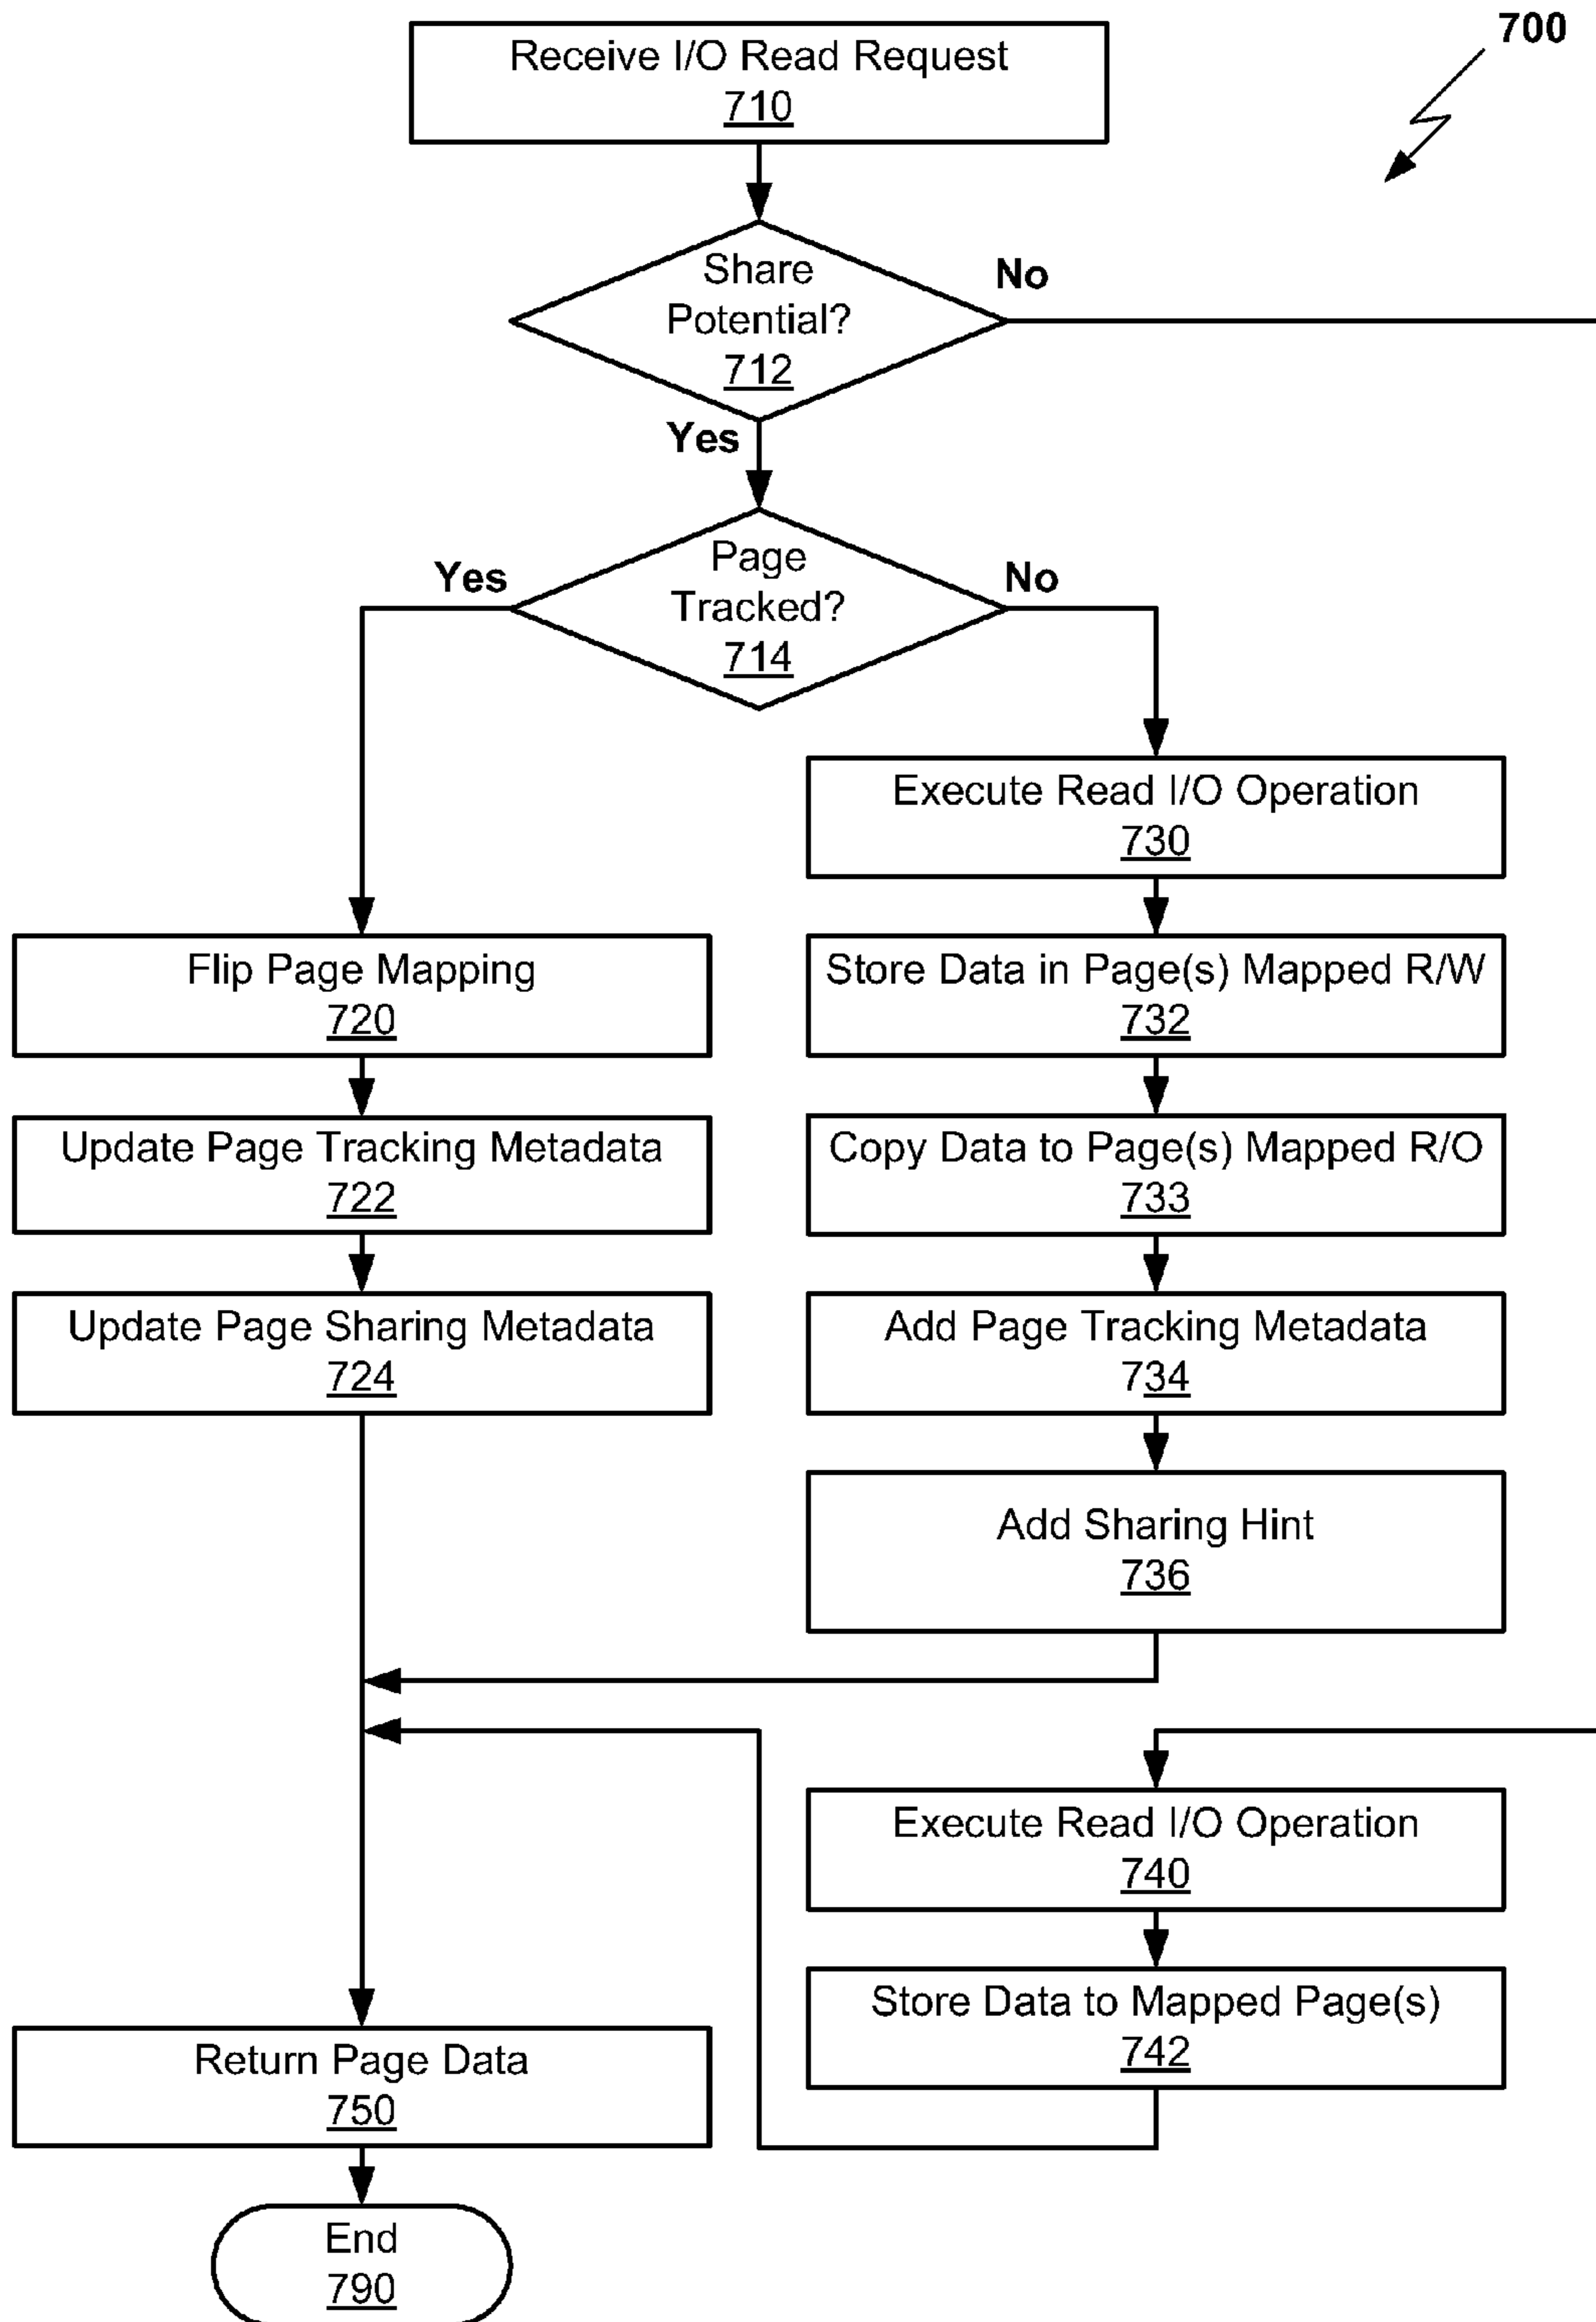 700
Receive I/O Read Request
710
Share
Potential?
712
No
Yes
Page
Tracked?
714
Yes
No
Execute Read I/O Operation
730
Flip Page Mapping
720
Store Data in Page(s) Mapped R/W
732
Update Page Tracking Metadata
722
Copy Data to Page(s) Mapped R/O
733
Update Page Sharing Metadata
724
Add Page Tracking Metadata
734
Add Sharing Hint
736
Execute Read I/O Operation
740
Store Data to Mapped Page(s)
742
Return Page Data
750
End
790